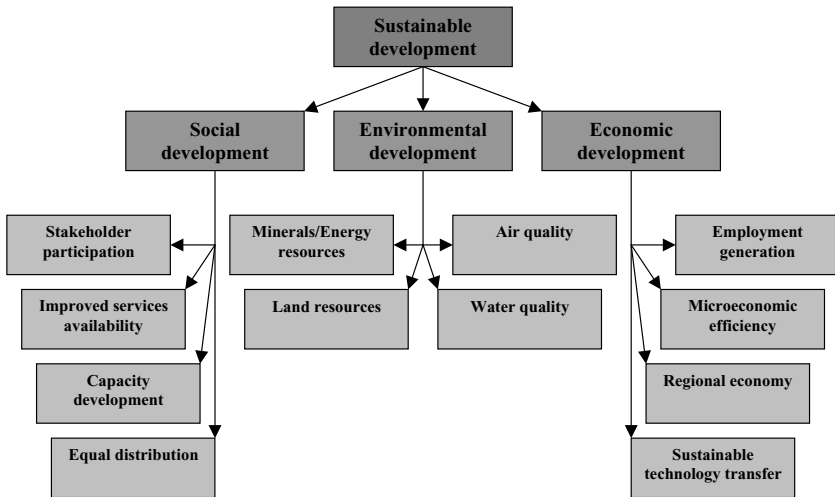 Sustainable
development
Social
development
Environmental
development
Economic
development
Stakeholder
participation
Improved services
availability
Capacity
development
Equal distribution
Minerals/Energy
resources
Air quality
Land resources
Water quality
Employment
generation
Microeconomic
efficiency
Regional economy
Sustainable
technology transfer